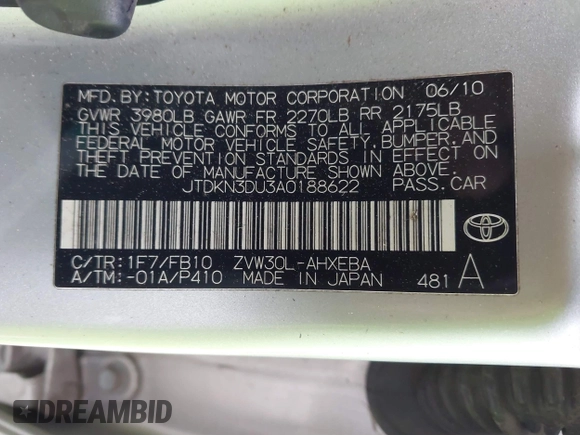 MFD. BY: TOYOTA MOTOR CORPORATION 06/10
GVWR 3980LB GAWR FR 2270LB RR 2175LB
THIS VEHICLE CONFORMS TO ALL APPLICABLE
FEDERAL MOTOR VEHICLE SAFETY, BUMPER, AND
THEFT PREVENTION STANDARDS IN EFFECT ON
THE DATE OF MANUFACTURE SHOWN ABOVE.
JTDKN3DU3A0188622 PASS. CAR
C/TR: 1F7/FB10 ZVW30L-AHXEBA
A/TM: -01A/P410 MADE IN JAPAN 481 A
TOYOTA
DREAMBID